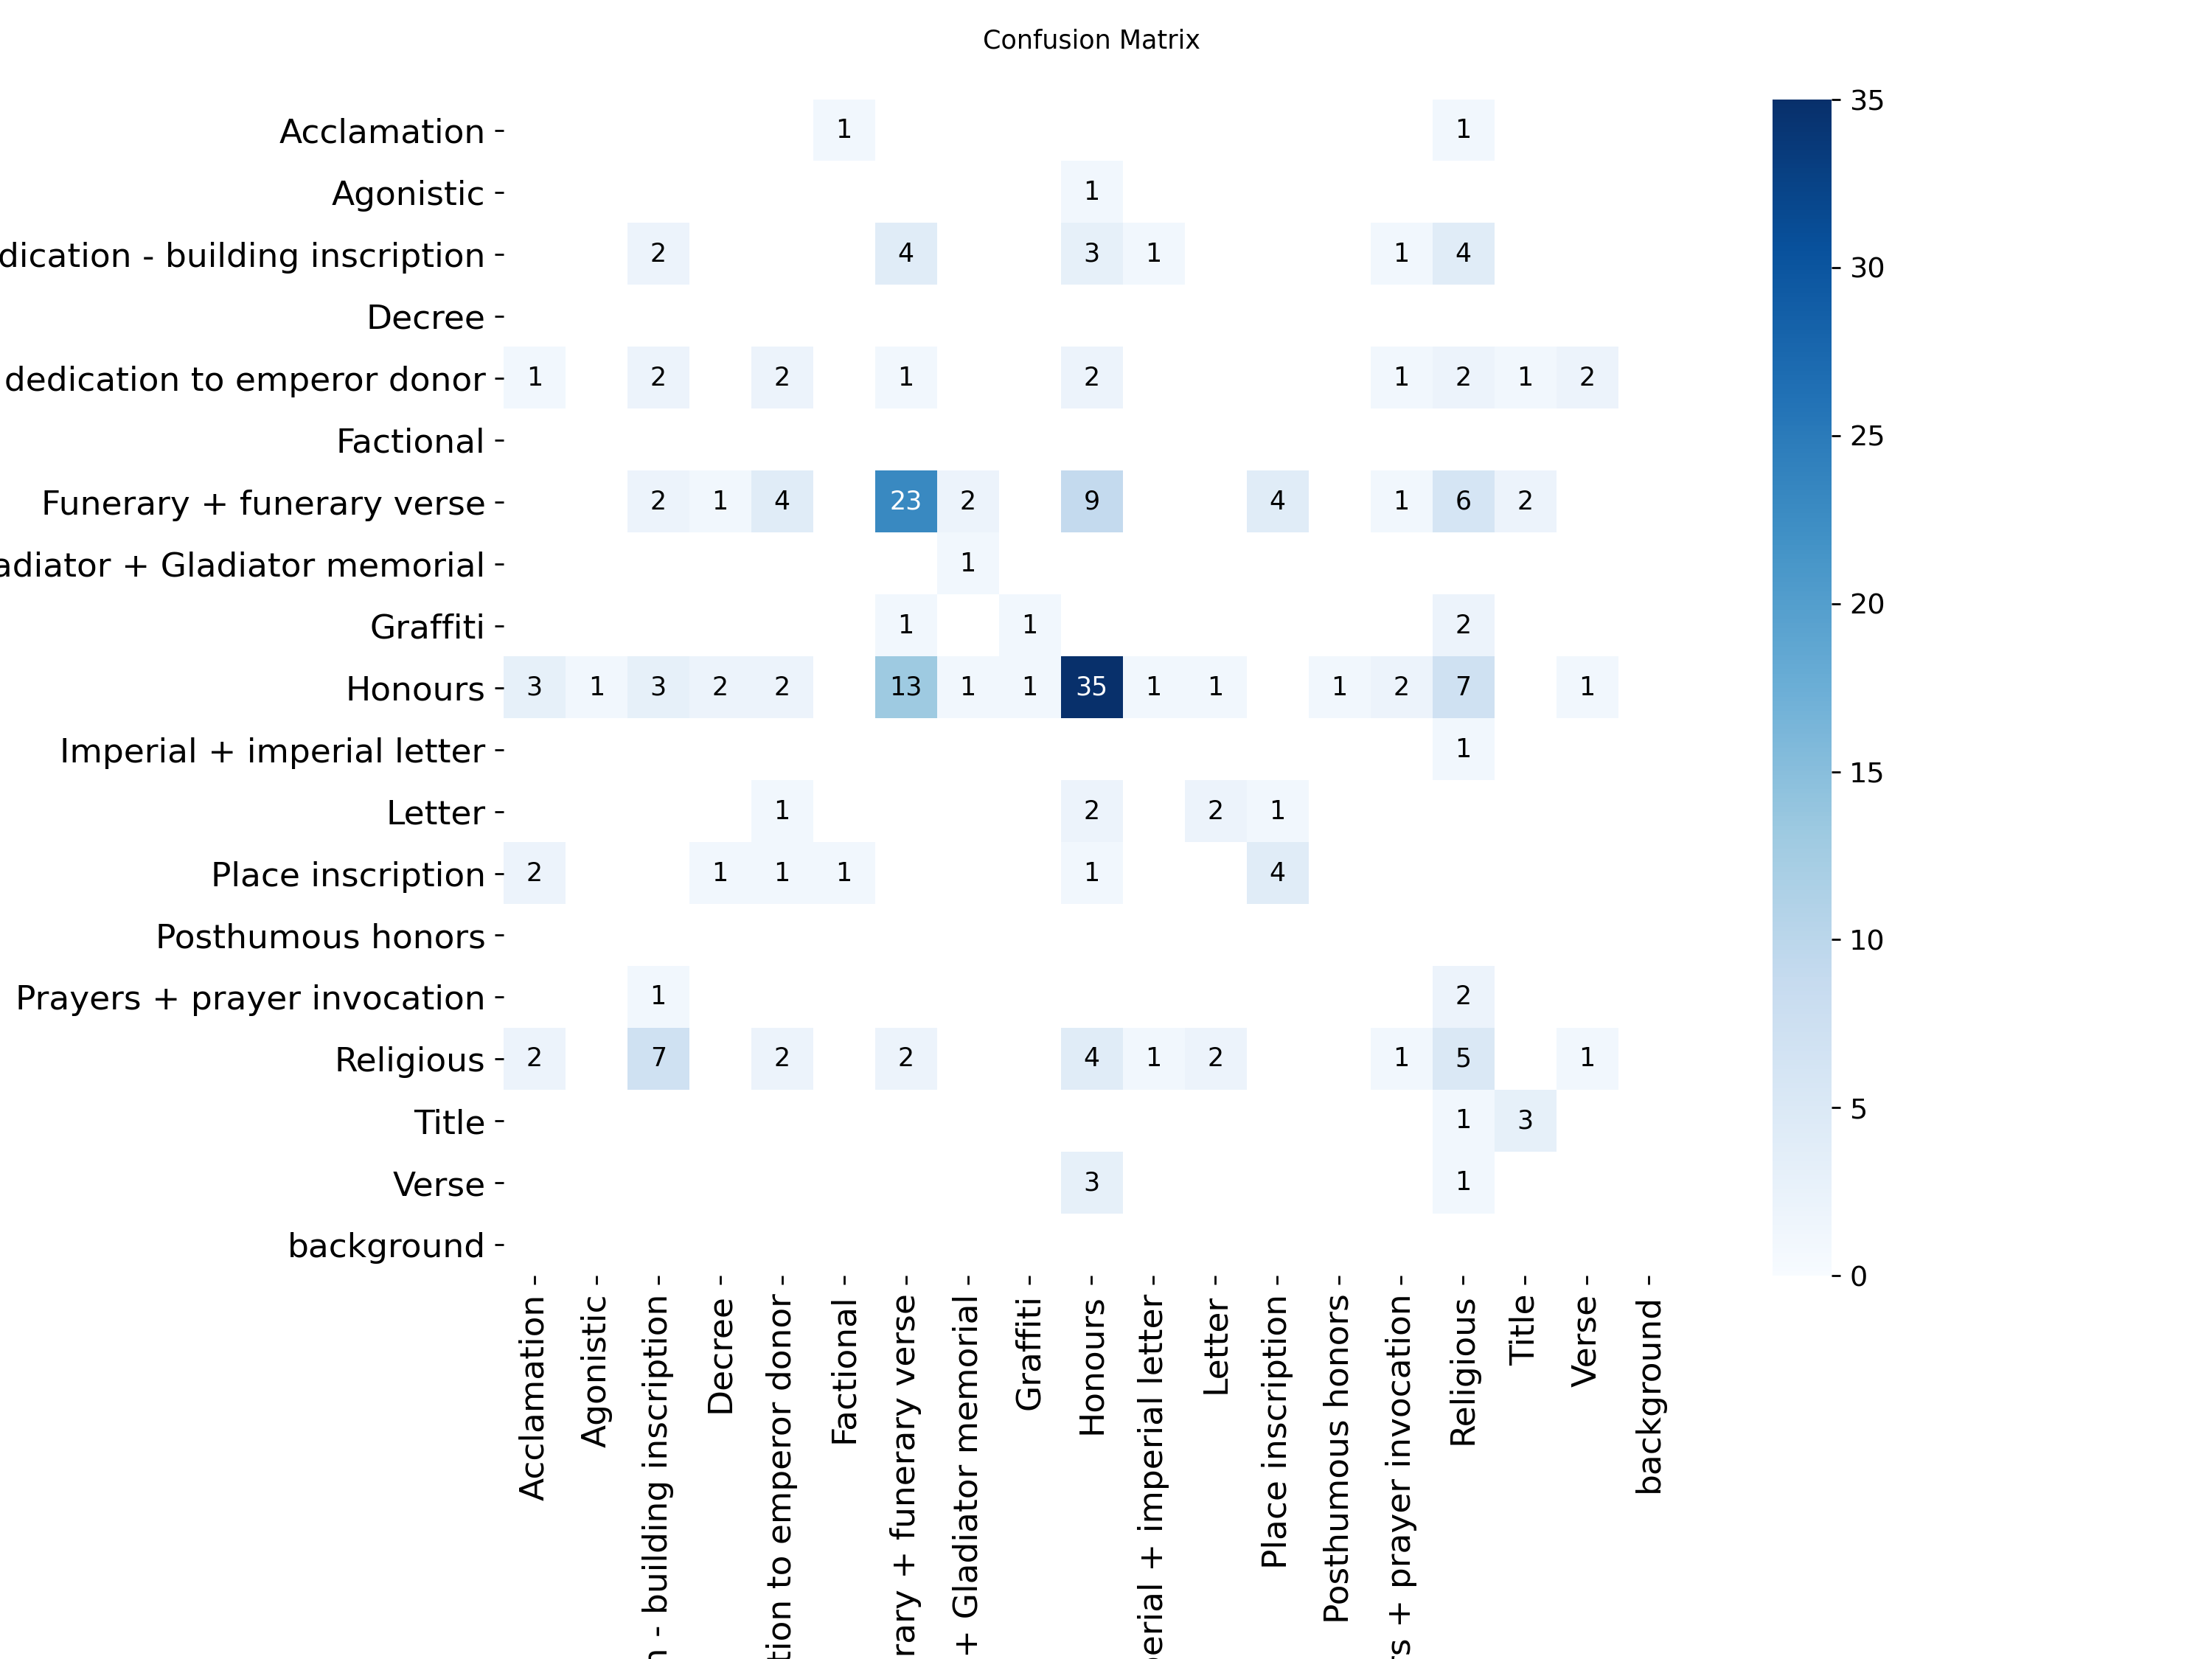 Confusion Matrix
Acclamation 1 1
Agonistic 1
dication - building inscription 2 4 3 1 1 4
Decree
dedication to emperor donor 1 2 2 1 2 1 2 1 2
Factional
Funerary + funerary verse 2 1 4 23 2 9 4 1 6 2
adiator + Gladiator memorial 1
Graffiti 1 1 2
Honours 3 1 3 2 2 13 1 1 35 1 1 1 2 7 1
Imperial + imperial letter 1
Letter 1 2 2 1
Place inscription 2 1 1 1 1 4
Posthumous honors
Prayers + prayer invocation 1 2
Religious 2 7 2 2 4 1 2 1 5 1
Title 1 3
Verse 3 1
background
Acclamation
Agonistic
n - building inscription
Decree
tion to emperor donor
Factional
rary + funerary verse
+ Gladiator memorial
Graffiti
Honours
perial + imperial letter
Letter
Place inscription
Posthumous honors
rs + prayer invocation
Religious
Title
Verse
background
35
30
25
20
15
10
5
0